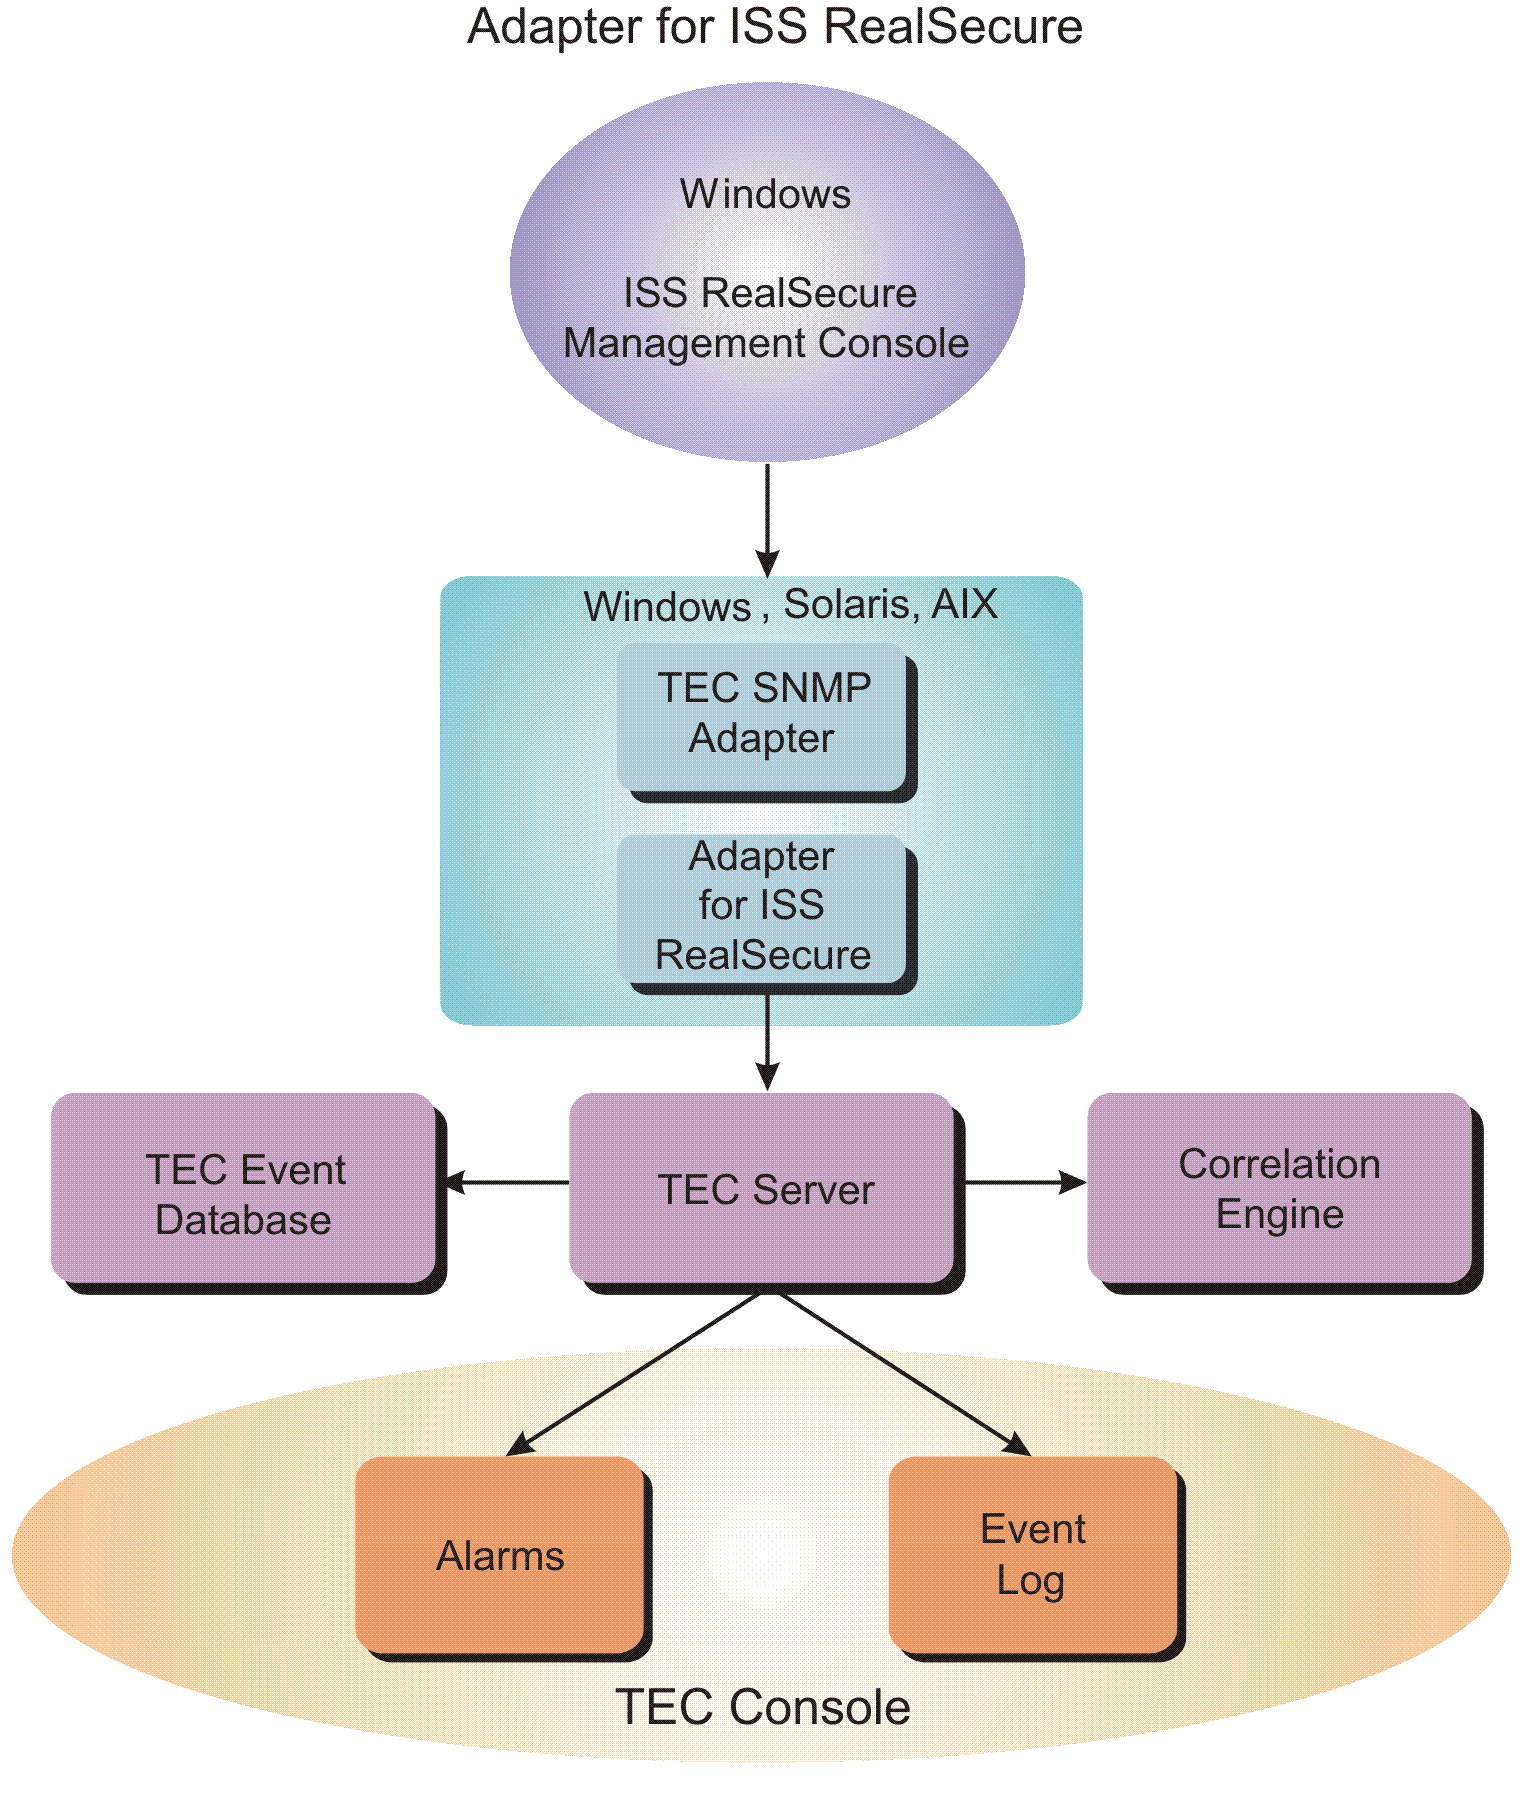 Adapter for ISS RealSecure
Windows
ISS RealSecure
Management Console
Windows , Solaris, AIX
TEC SNMP
Adapter
Adapter
for ISS
RealSecure
TEC Event
Database
TEC Server
Correlation
Engine
Alarms
Event
Log
TEC Console